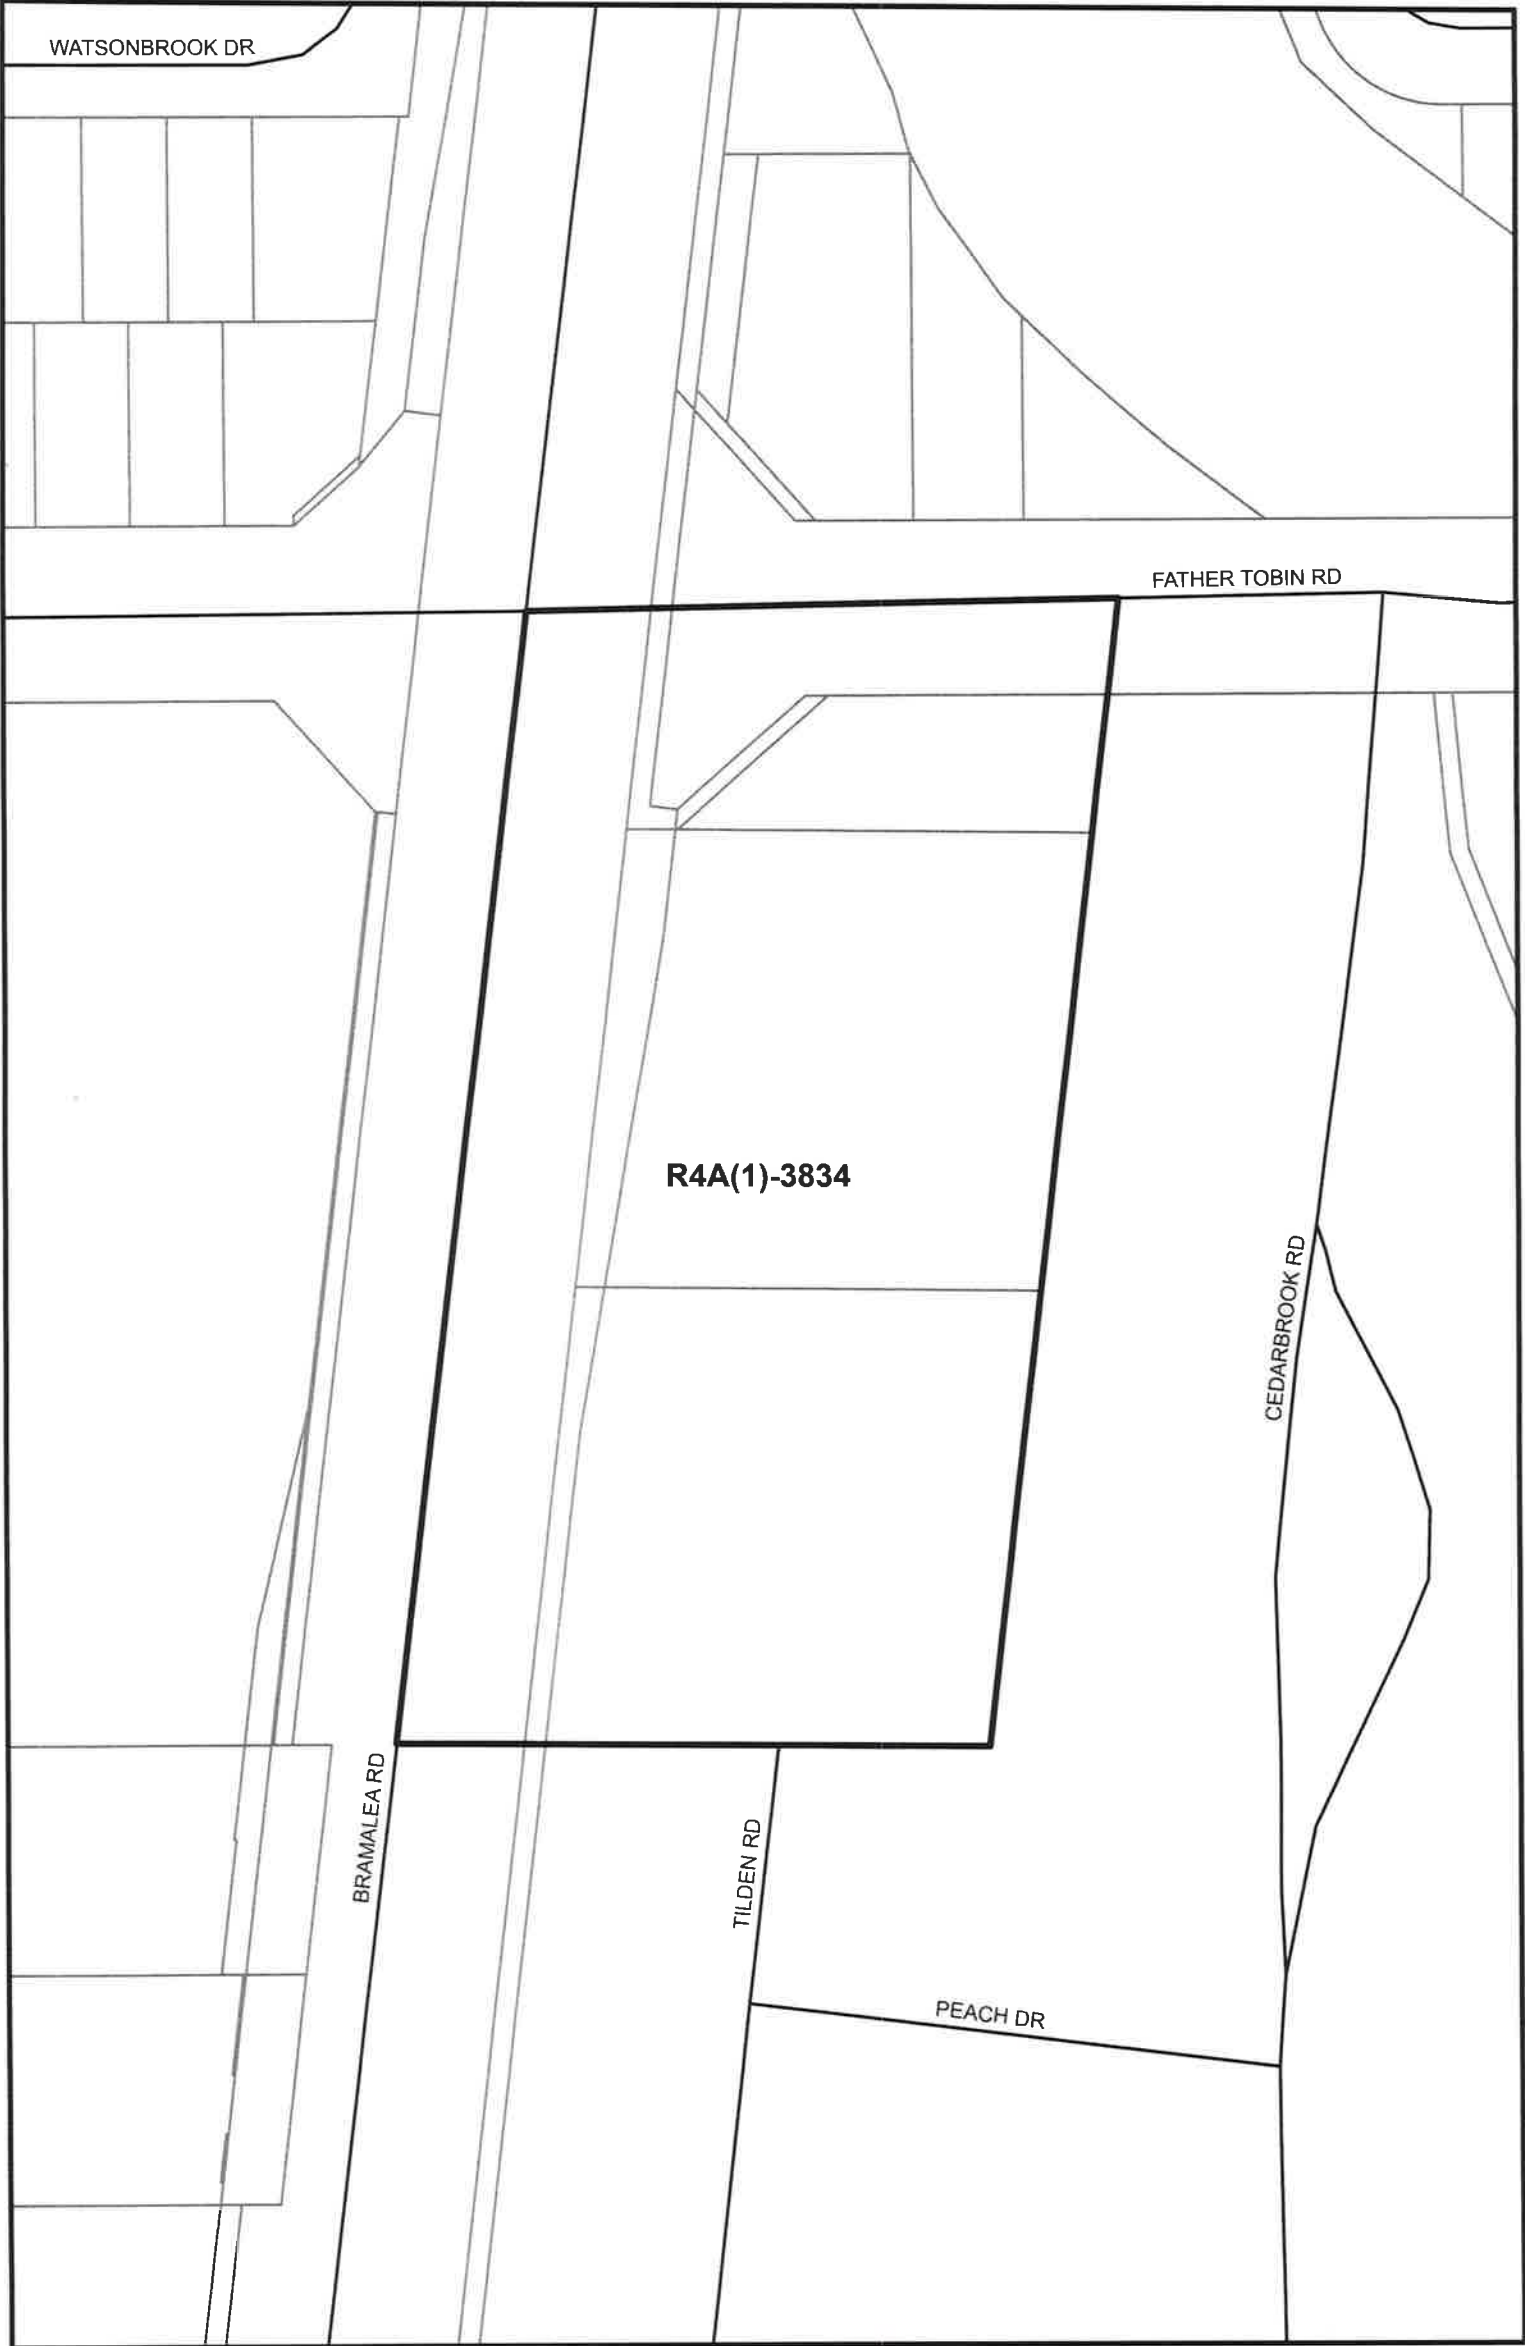 WATSONBROOK DR
FATHER TOBIN RD
R4A(1)-3834
CEDARBROOK RD
BRAMALEA RD
TILDEN RD
PEACH DR